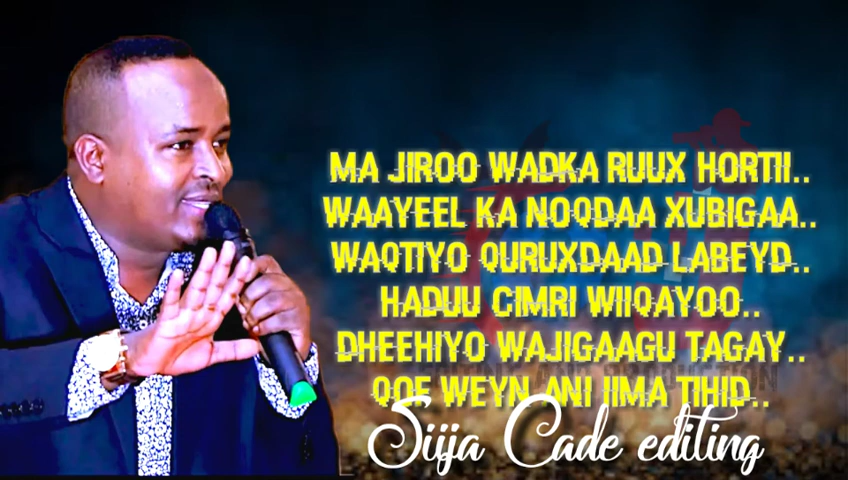 MA JIROO WADKA RUUX HORTII..
WAAYEEL KA NOQDAA XUBIGAA..
WAQTIYO QURUXDAAD LABEYD..
HADUU CIMRI WIIQAYOO..
DHEEHIYO WAJIGAAGU TAGAY..
QOF WEYN ANI IIMA TIHID..
Siija Cade editing